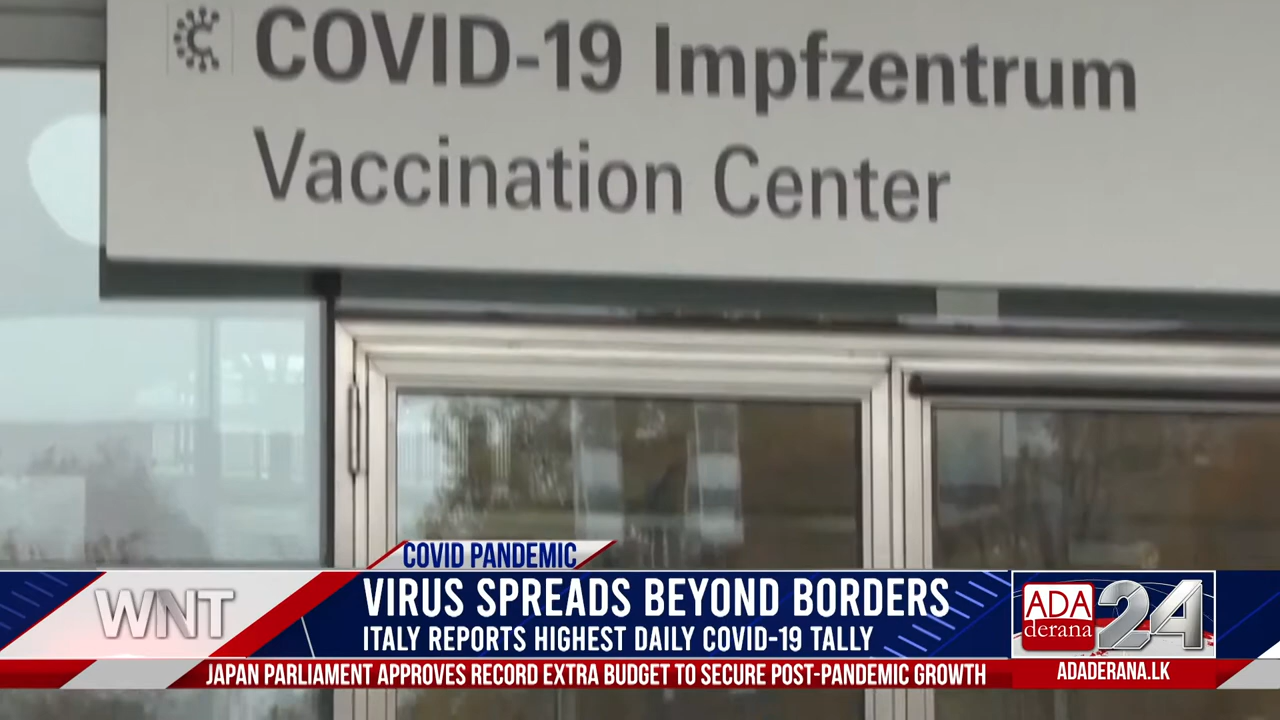 COVID-19 Impfzentrum
Vaccination Center
COVID PANDEMIC
WNT
VIRUS SPREADS BEYOND BORDERS
ITALY REPORTS HIGHEST DAILY COVID-19 TALLY
ADA
derana
24
JAPAN PARLIAMENT APPROVES RECORD EXTRA BUDGET TO SECURE POST-PANDEMIC GROWTH
ADADERANA.LK